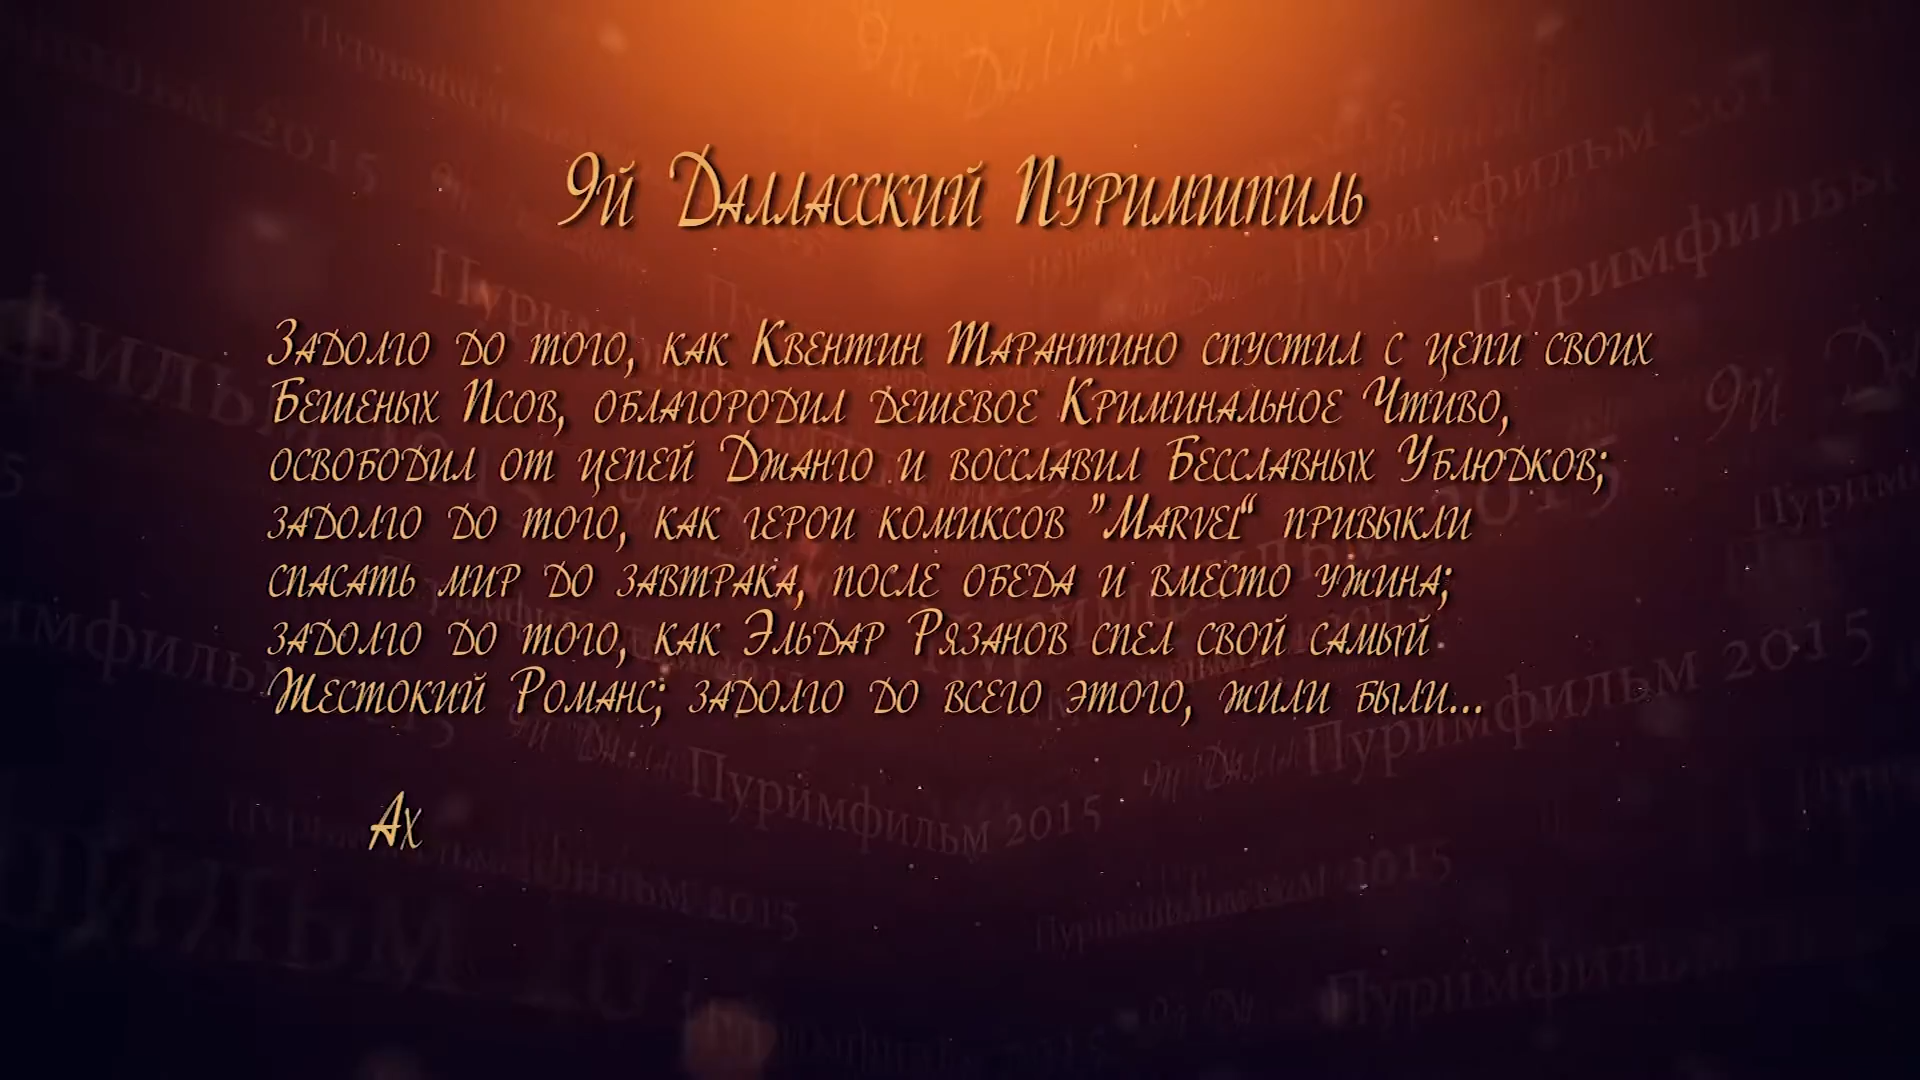 9й Далласский Пуримшпиль
Задолго до того, как Квентин Тарантино спустил с цепи своих
Бешеных Псов, облагородил дешевое Криминальное Чтиво,
освободил от цепей Джанго и восславил Бесславных Ублюдков;
задолго до того, как герои комиксов "Marvel" привыкли
спасать мир до завтрака, после обеда и вместо ужина;
задолго до того, как Эльдар Рязанов спел свой самый
Жестокий Романс; задолго до всего этого, жили были...
Ах
Пуримфильм 2015